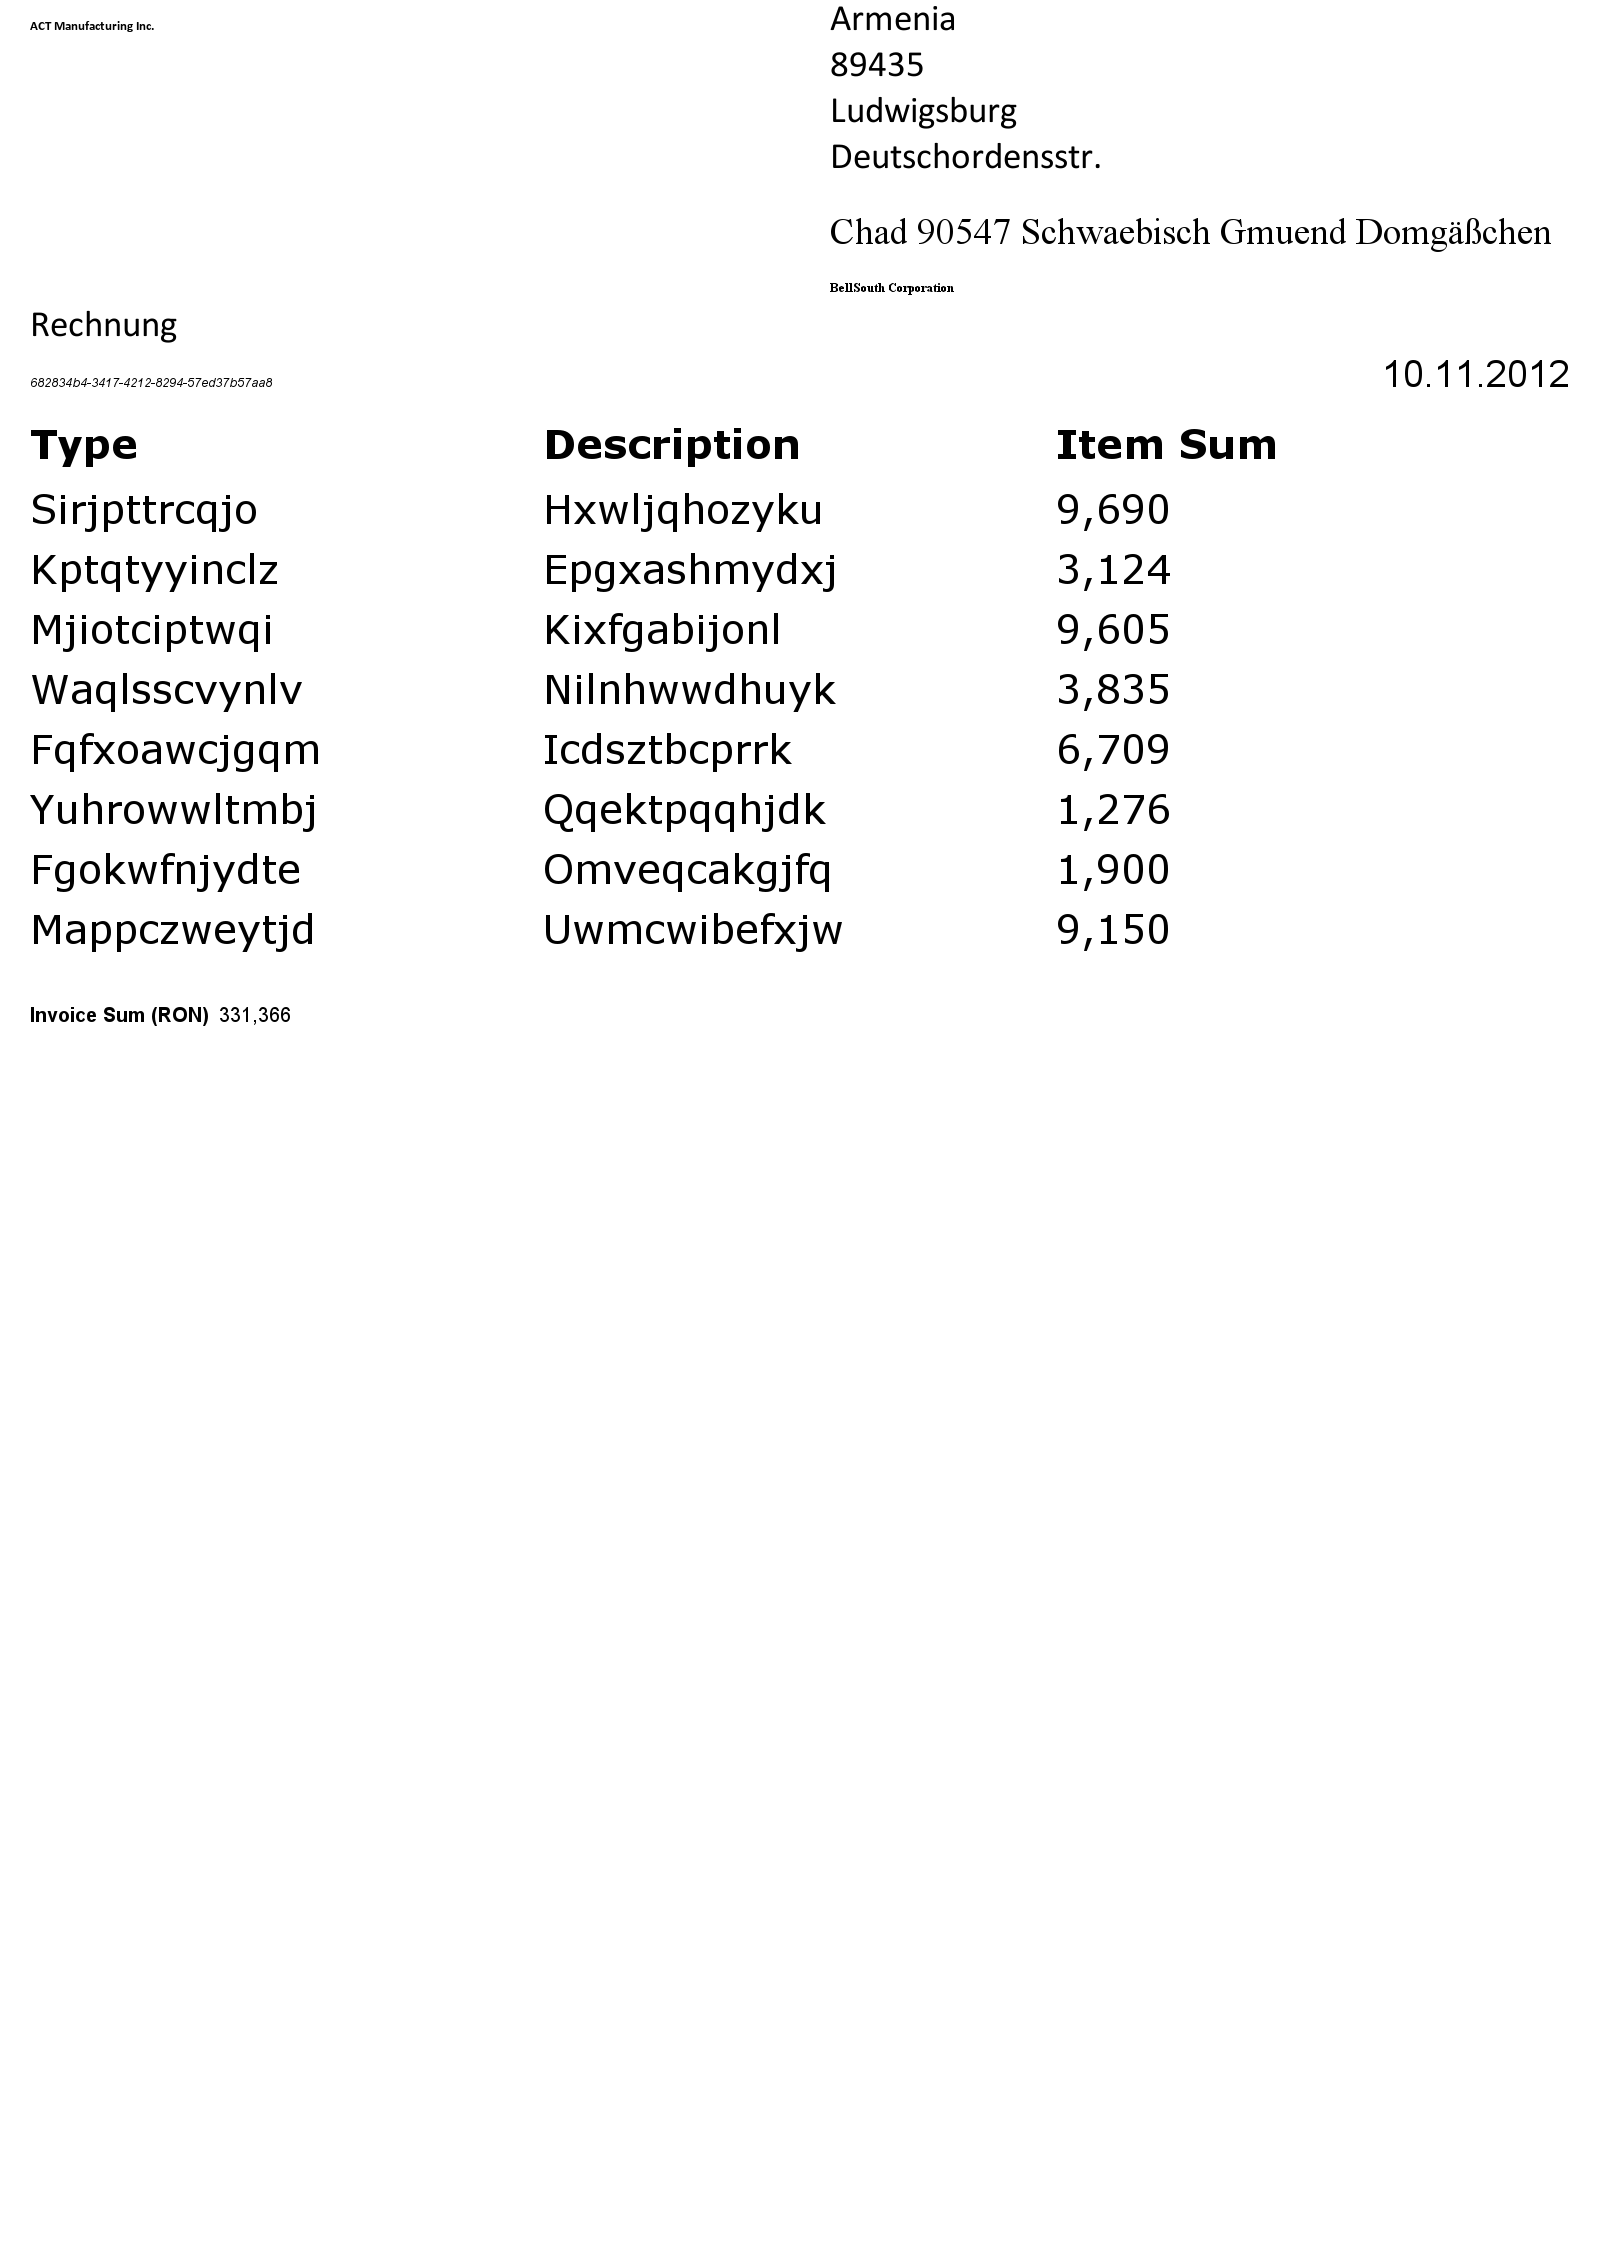 ACT Manufacturing Inc.
Armenia
89435
Ludwigsburg
Deutschordensstr.
Chad 90547 Schwaebisch Gmuend Domgäßchen
BellSouth Corporation
Rechnung
682834b4-3417-4212-8294-57ed37b57aa8 10.11.2012
Type Description Item Sum
Sirjpttrcqjo Hxwljqhozyku 9,690
Kptqtyyinclz Epgxashmydxj 3,124
Mjiotciptwqi Kixfgabijonl 9,605
Waqlsscvynlv Nilnhwwdhuyk 3,835
Fqfxoawcjgqm Icdsztbcprrk 6,709
Yuhrowwltmbj Qqektpqqhjdk 1,276
Fgokwfnjydte Omveqcakgjfq 1,900
Mappczweytjd Uwmcwibefxjw 9,150
Invoice Sum (RON) 331,366